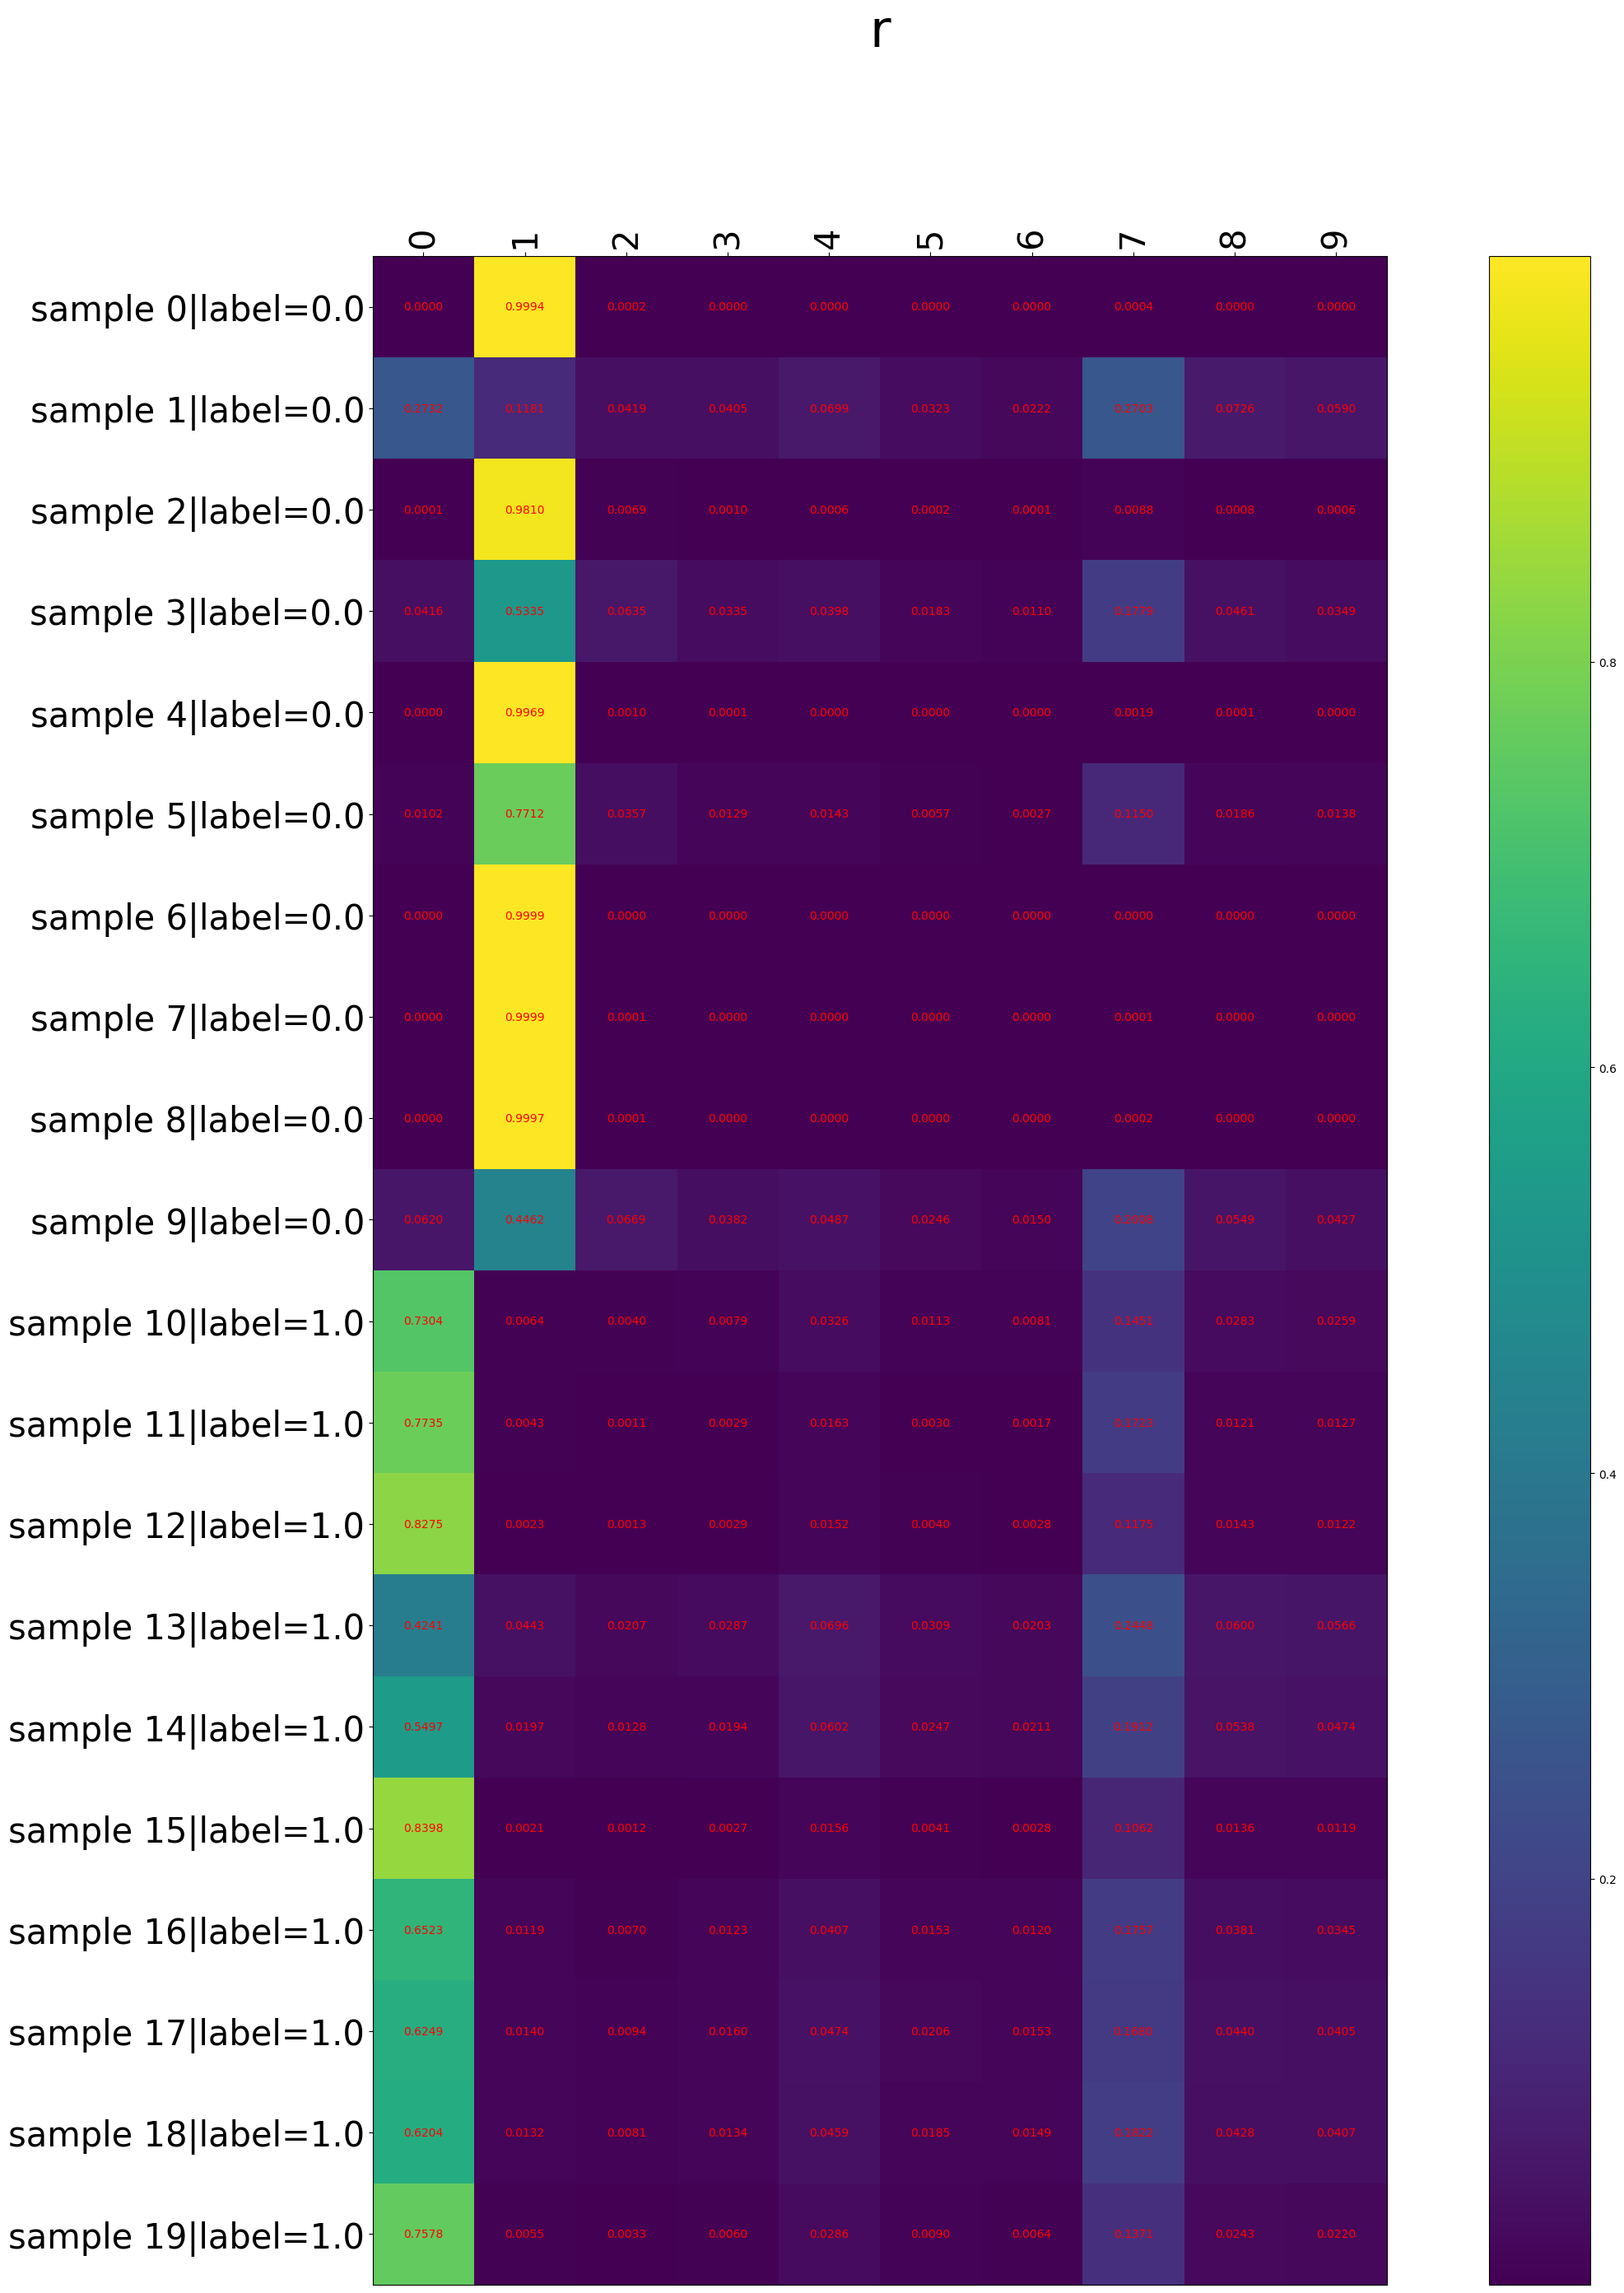 r
0 1 2 3 4 5 6 7 8 9
sample 0|label=0.0 0.0000 0.9994 0.0002 0.0000 0.0000 0.0000 0.0000 0.0004 0.0000 0.0000
sample 1|label=0.0 0.2732 0.1181 0.0419 0.0405 0.0699 0.0323 0.0222 0.2703 0.0726 0.0590
sample 2|label=0.0 0.0001 0.9810 0.0069 0.0010 0.0006 0.0002 0.0001 0.0088 0.0008 0.0006
sample 3|label=0.0 0.0416 0.5335 0.0635 0.0335 0.0398 0.0183 0.0110 0.0461 0.0349
0.8
sample 4|label=0.0 0.0000 0.9969 0.0010 0.0001 0.0000 0.0000 0.0000 0.0019 0.0001 0.0000
sample 5|label=0.0 0.0102 0.7712 0.0357 0.0129 0.0143 0.0057 0.0027 0.1150 0.0186 0.0138
sample 6|label=0.0 0.0000 0.9999 0.0000 0.0000 0.0000 0.0000 0.0000 0.0000 0.0000 0.0000
sample 7|label=0.0 0.0000 0.9999 0.0001 0.0000 0.0000 0.0000 0.0000 0.0001 0.0000 0.0000
0.6
sample 8|label=0.0 0.0000 0.9997 0.0001 0.0000 0.0000 0.0000 0.0000 0.0002 0.0000 0.0000
sample 9|label=0.0 0.0620 0.4462 0.0669 0.0382 0.0487 0.0246 0.0150 0.0549 0.0427
sample 10|label=1.0 0.7304 0.0064 0.0040 0.0079 0.0326 0.0113 0.0081 0.1451 0.0283 0.0259
sample 11|label=1.0 0.7735 0.0043 0.0011 0.0029 0.0163 0.0030 0.0017 0.0121 0.0127
0.4
sample 12|label=1.0 0.8275 0.0023 0.0013 0.0029 0.0152 0.0040 0.0028 0.1175 0.0143 0.0122
sample 13|label=1.0 0.4241 0.0443 0.0207 0.0287 0.0696 0.0309 0.0203 0.0600 0.0566
sample 14|label=1.0 0.5497 0.0197 0.0128 0.0194 0.0602 0.0247 0.0211 0.0538 0.0474
sample 15|label=1.0 0.8398 0.0021 0.0012 0.0027 0.0156 0.0041 0.0028 0.1062 0.0136 0.0119
0.2
sample 16|label=1.0 0.6523 0.0119 0.0070 0.0123 0.0407 0.0153 0.0120 0.1757 0.0381 0.0345
sample 17|label=1.0 0.6249 0.0140 0.0094 0.0160 0.0474 0.0206 0.0153 0.0440 0.0405
sample 18|label=1.0 0.6204 0.0132 0.0081 0.0134 0.0459 0.0185 0.0149 0.0428 0.0407
sample 19|label=1.0 0.7578 0.0055 0.0033 0.0060 0.0286 0.0090 0.0064 0.1371 0.0243 0.0220